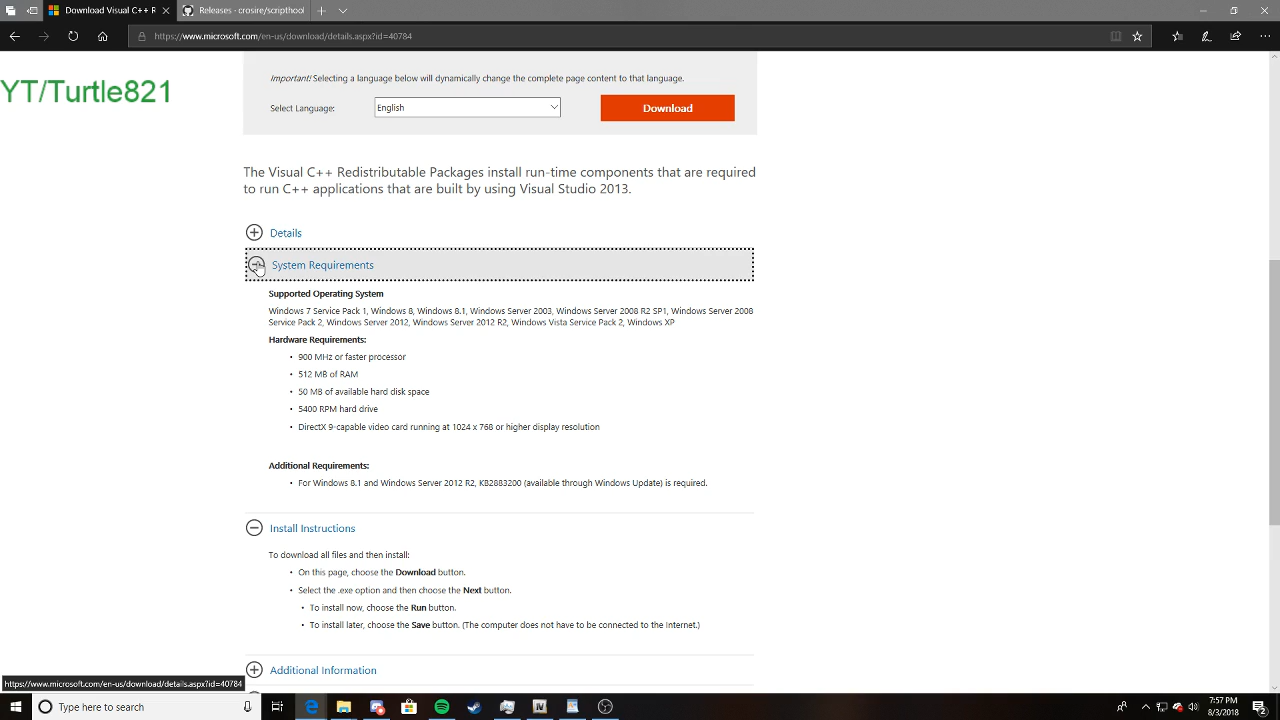 Download Visual C++ R
Releases - crosire/scripthool
https://www.microsoft.com/en-us/download/details.aspx?id=40784
YT/Turtle821
Important! Selecting a language below will dynamically change the complete page content to that language.
Select Language:
English
Download
The Visual C++ Redistributable Packages install run-time components that are required
to run C++ applications that are built by using Visual Studio 2013.
Details
System Requirements
Supported Operating System
Windows 7 Service Pack 1, Windows 8, Windows 8.1, Windows Server 2003, Windows Server 2008 R2 SP1, Windows Server 2008
Service Pack 2, Windows Server 2012, Windows Server 2012 R2, Windows Vista Service Pack 2, Windows XP
Hardware Requirements:
• 900 MHz or faster processor
• 512 MB of RAM
• 50 MB of available hard disk space
• 5400 RPM hard drive
• DirectX 9-capable video card running at 1024 x 768 or higher display resolution
Additional Requirements:
• For Windows 8.1 and Windows Server 2012 R2, KB2883200 (available through Windows Update) is required.
Install Instructions
To download all files and then install:
• On this page, choose the Download button.
• Select the .exe option and then choose the Next button.
• To install now, choose the Run button.
• To install later, choose the Save button. (The computer does not have to be connected to the Internet.)
Additional Information
https://www.microsoft.com/en-us/download/details.aspx?id=40784
Type here to search
7:57 PM
8/3/2018